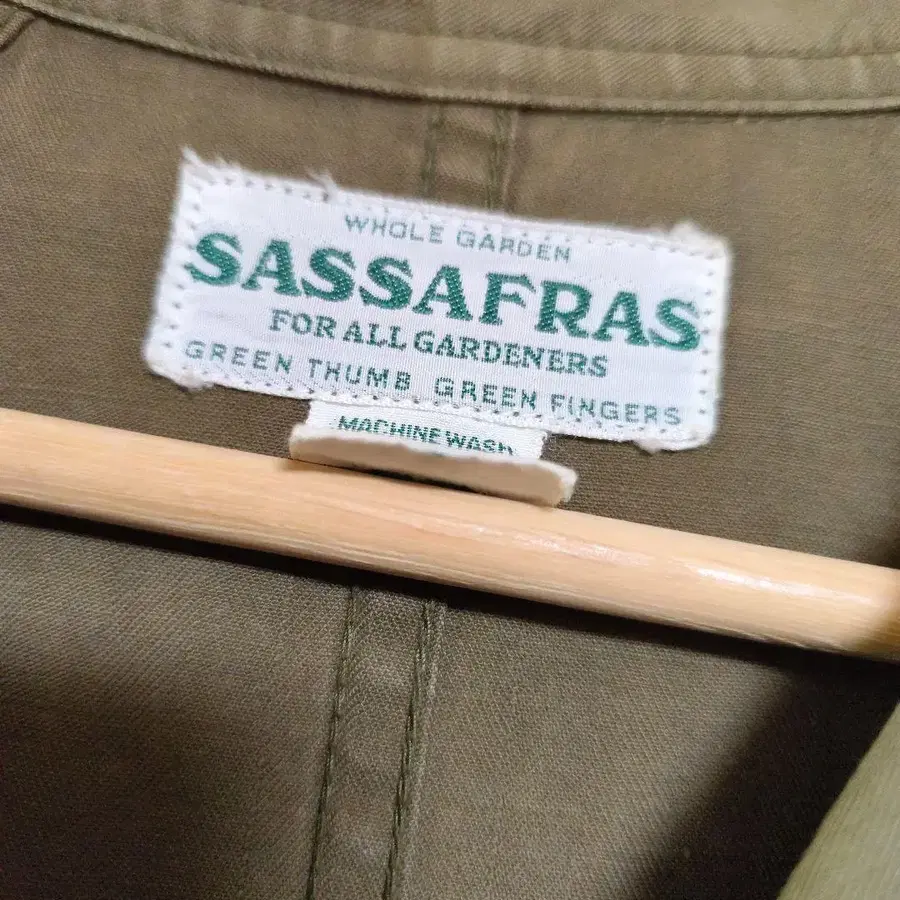 WHOLE GARDEN
SASSAFRAS
FOR ALL GARDENERS
GREEN THUMB GREEN FINGERS
MACHINE WASH